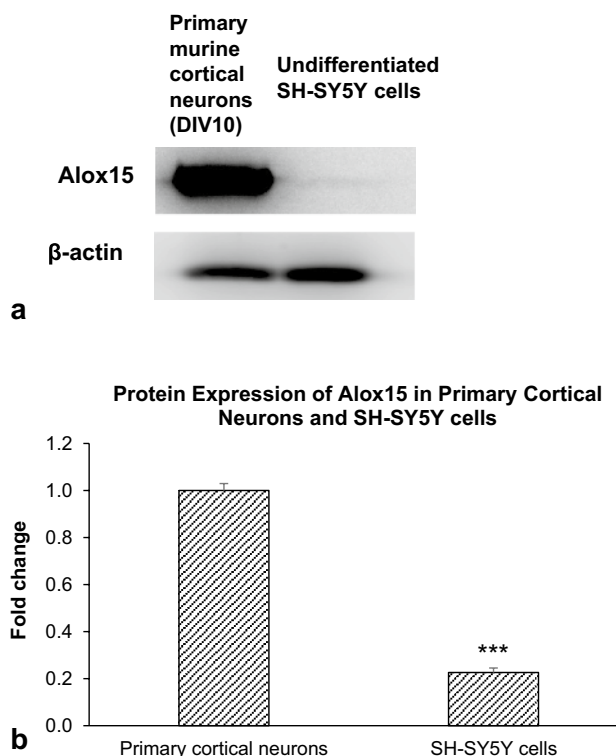 Primary
murine
cortical
neurons
(DIV10)
Undifferentiated
SH-SY5Y cells
Alox15
β-actin
a
Protein Expression of Alox15 in Primary Cortical
Neurons and SH-SY5Y cells
Fold change
1.2
1.0
0.8
0.6
0.4
0.2
0.0
***
Primary cortical neurons
SH-SY5Y cells
b